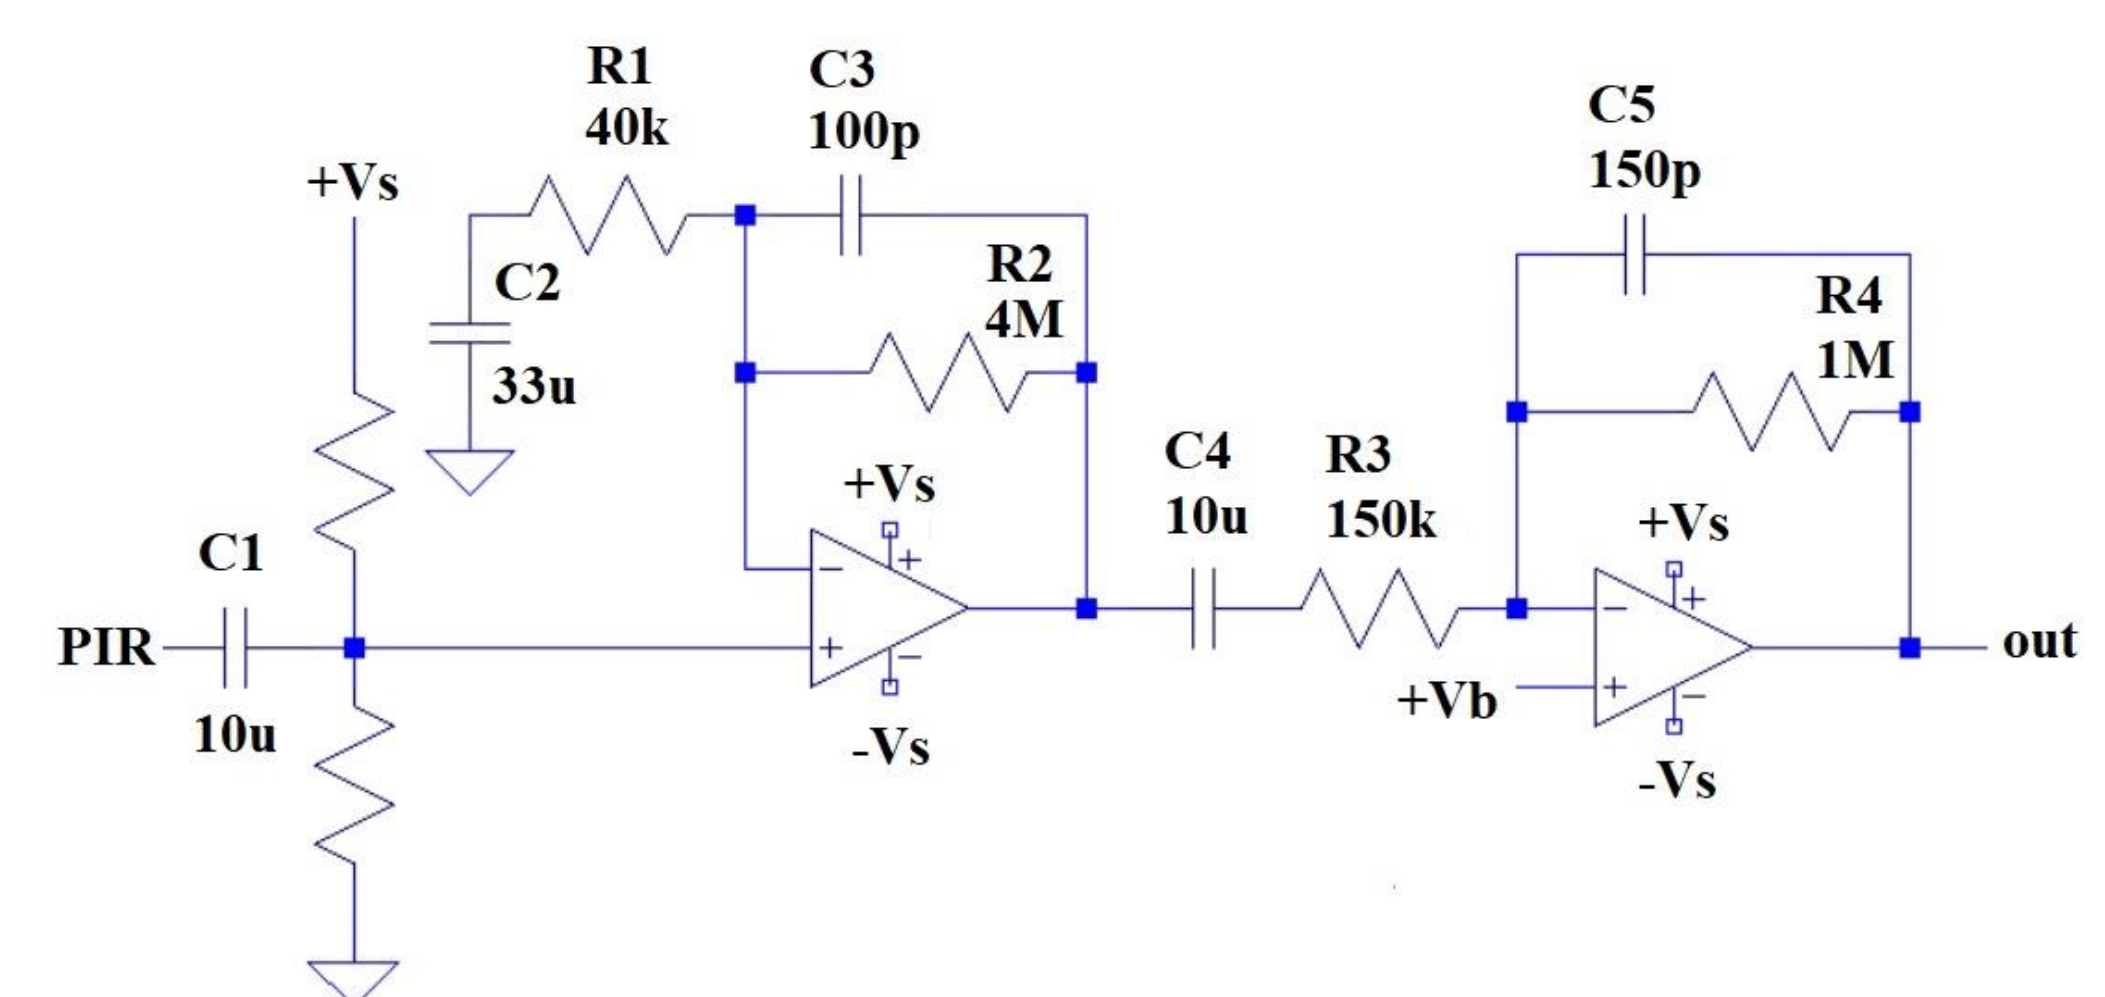 R1
40k
C3
100p
C5
150p
+Vs
C2
33u
R2
4M
R4
1M
C4
10u
R3
150k
+Vs
+
−
+
−
-Vs
+Vs
+
−
+
−
-Vs
+Vb
C1
PIR
10u
out